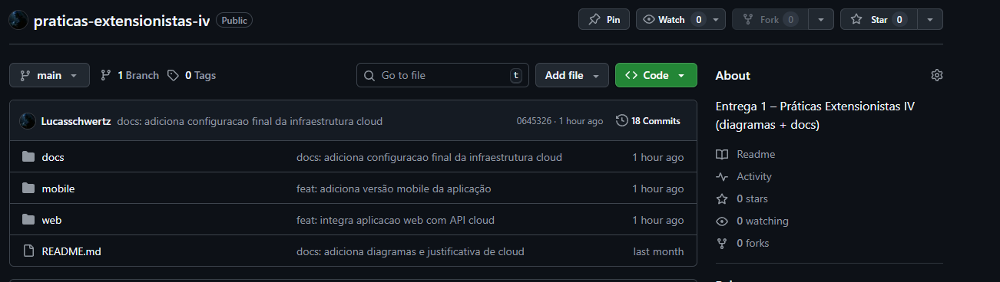 praticas-extensionistas-iv Public Pin Watch 0 Fork 0 Star 0
main 1 Branch 0 Tags Go to file t Add file Code
Lucasschwertz docs: adiciona configuracao final da infraestrutura cloud 0645326 · 1 hour ago 18 Commits
docs docs: adiciona configuracao final da infraestrutura cloud 1 hour ago
mobile feat: adiciona versão mobile da aplicação 1 hour ago
web feat: integra aplicacao web com API cloud 1 hour ago
README.md docs: adiciona diagramas e justificativa de cloud last month
About
Entrega 1 – Práticas Extensionistas IV
(diagramas + docs)
Readme
Activity
0 stars
0 watching
0 forks